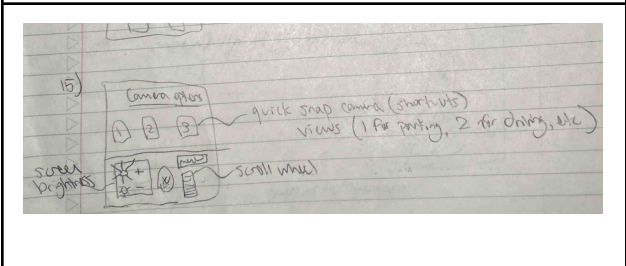 15)
Camera options
1 2 3
quick snap camera (shortcuts)
views (1 for parking, 2 for driving, etc)
screen brightness
+
-
menu
scroll wheel